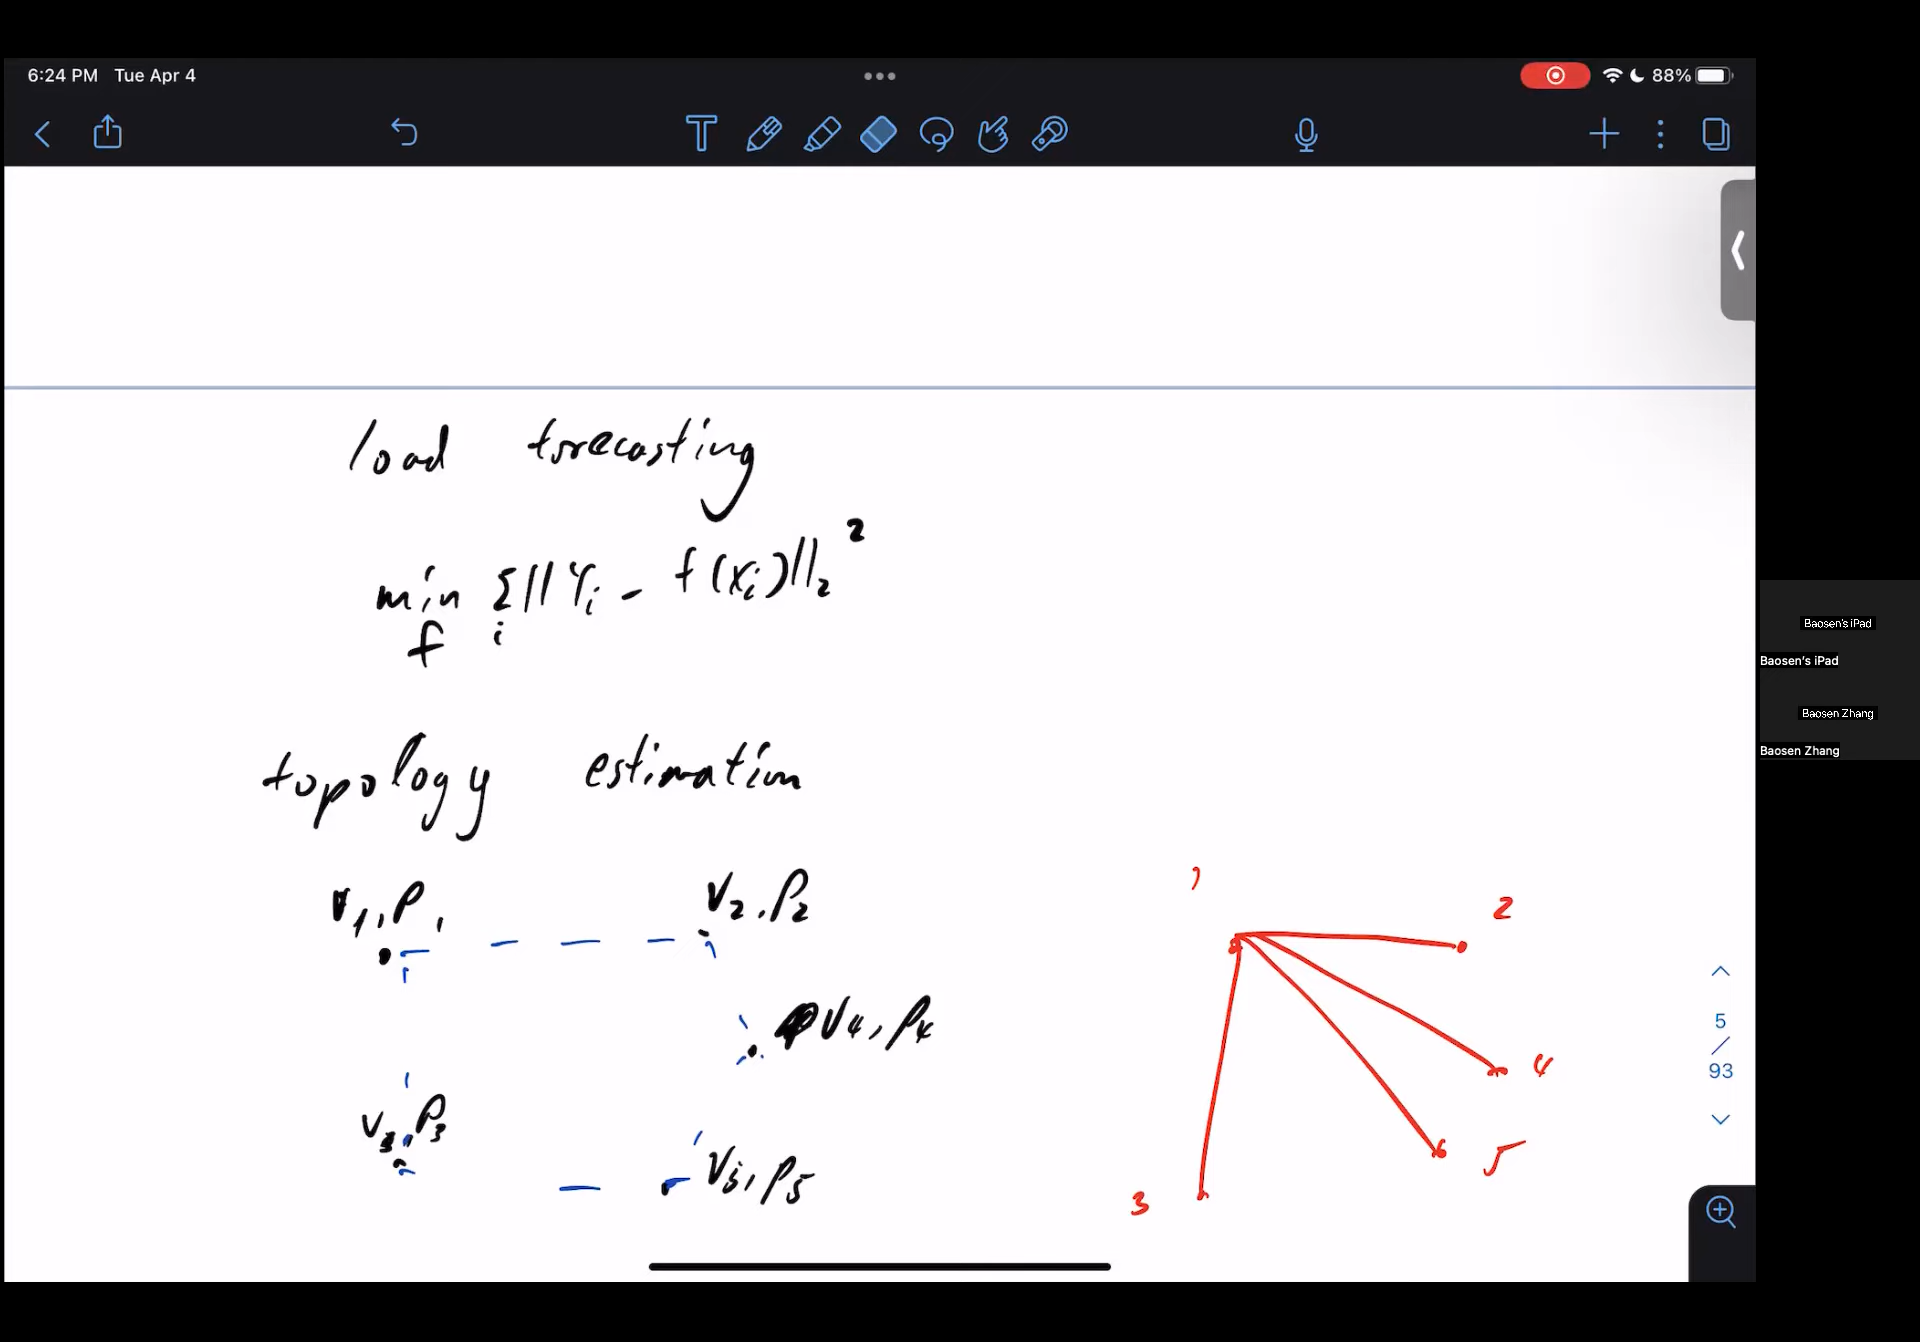 6:24 PM Tue Apr 4
88%
T
load forecasting
min Σ||Yi - f(xi)||₂²
f i
topology estimation
V1, P1 V2, P2
V4, P4
V3, P3
V5, P5
1
2
4
5
3
5
/
93
Baosen's iPad
Baosen's iPad
Baosen Zhang
Baosen Zhang